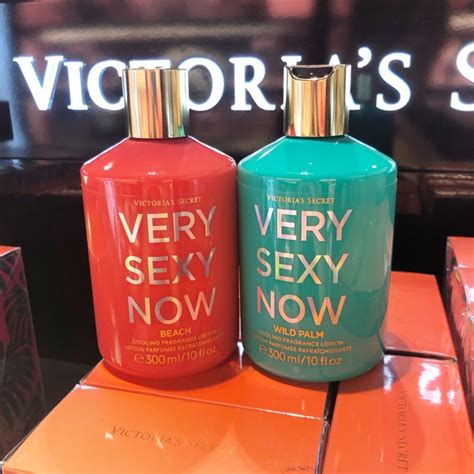 VICTORIA'S S
VICTORIA'S SECRET
VERY
SEXY
NOW
BEACH
COOLING FRAGRANCE LOTION
LOTION PARFUMÉE RAFRAÎCHISSANTE
℮300 ml/10 fl oz
VICTORIA'S SECRET
VERY
SEXY
NOW
WILD PALM
COOLING FRAGRANCE LOTION
LOTION PARFUMÉE RAFRAÎCHISSANTE
℮300 ml/10 fl oz
VICTORIA'S SECRET
VICTORIA'S SECRET